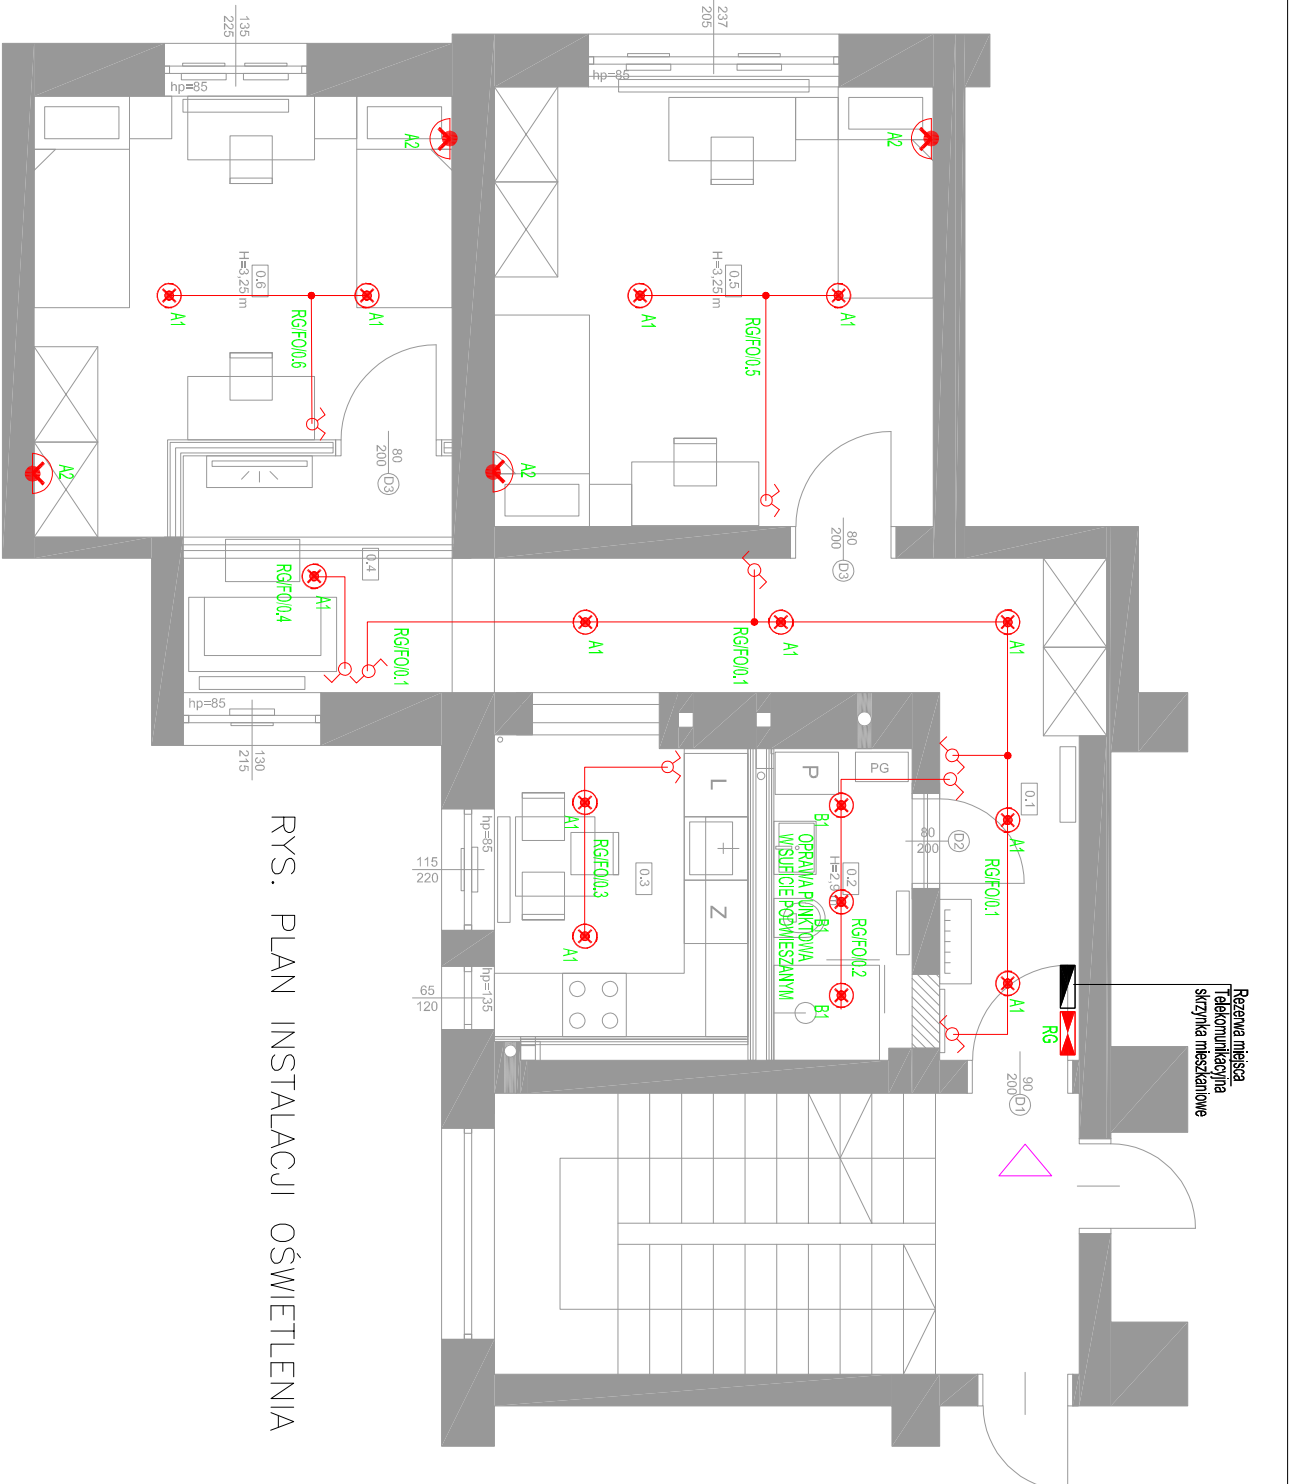 135
225
237
205
hp=85
hp=85
A2
A2
0.6
H=3,25 m
0.5
H=3,25 m
A1
A1
A1
A1
RG/FO/0.6
RG/FO/0.5
A2
A2
80
200
D3
80
200
D3
0.4
A1
RG/FO/0.4
RG/FO/0.1
A1
RG/FO/0.1
A1
A1
hp=85
130
215
L
P
PG
0.1
A1
hp=85
A1
B1
80
200
D2
115
220
RG/FO/0.3
0.3
OPRAWA PUNKTOWA
W SUFICIE PODWIESZANYM
0.2
RG/FO/0.1
Z
A1
B1
RG/FO/0.2
hp=135
65
120
B1
A1
RG
Rezerwa miejsca
Telekomunikacyjna
skrzynka mieszkaniowe
90
200
D1
RYS. PLAN INSTALACJI OŚWIETLENIA